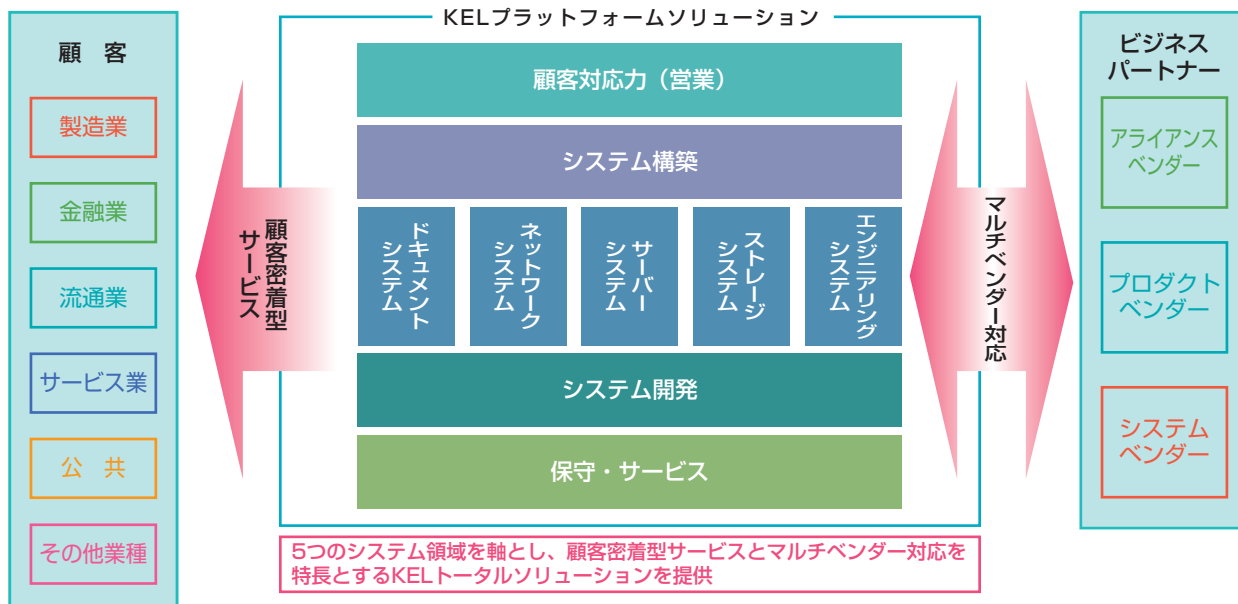 顧　客
製造業
金融業
流通業
サービス業
公　共
その他業種
顧客密着型
サービス
KELプラットフォームソリューション
顧客対応力（営業）
システム構築
ドキュメント
システム
ネットワーク
システム
サーバー
システム
ストレージ
システム
エンジニアリング
システム
システム開発
保守・サービス
5つのシステム領域を軸とし、顧客密着型サービスとマルチベンダー対応を
特長とするKELトータルソリューションを提供
マルチベンダー対応
ビジネス
パートナー
アライアンス
ベンダー
プロダクト
ベンダー
システム
ベンダー